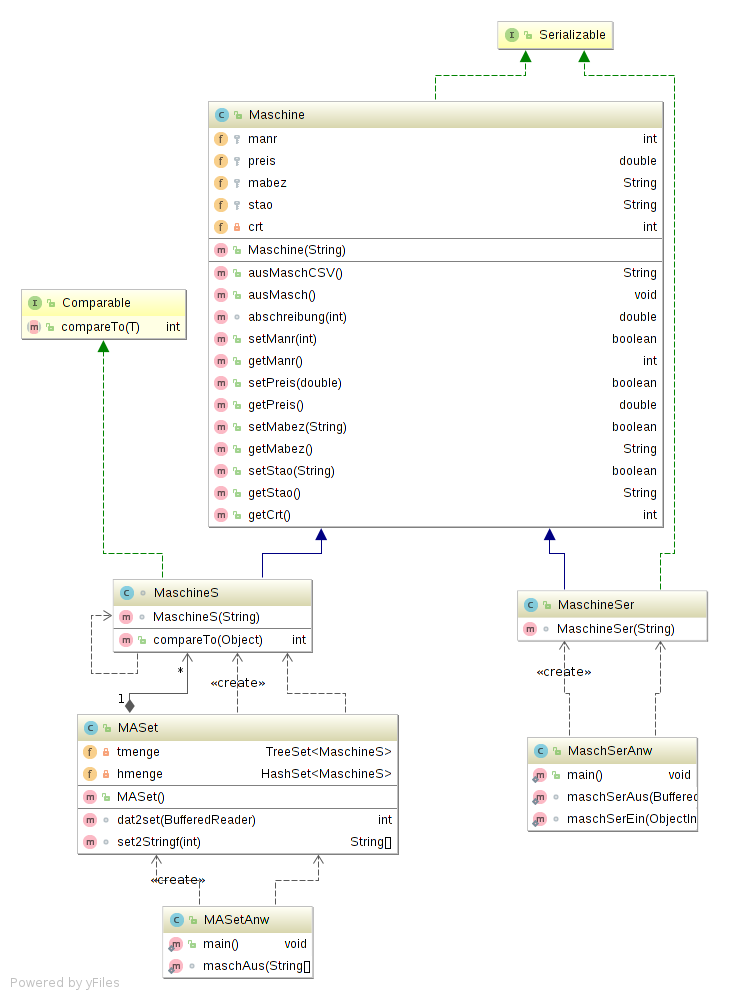 I Serializable
C Maschine
f manr int
f preis double
f mabez String
f stao String
f crt int
m Maschine(String)
m ausMaschCSV() String
m ausMasch() void
m abschreibung(int) double
m setManr(int) boolean
m getManr() int
m setPreis(double) boolean
m getPreis() double
m setMabez(String) boolean
m getMabez() String
m setStao(String) boolean
m getStao() String
m getCrt() int
I Comparable
m compareTo(T) int
C MaschineS
m MaschineS(String)
m compareTo(Object) int
C MaschineSer
m MaschineSer(String)
*
«create»
1
«create»
C MASet
f tmenge TreeSet<MaschineS>
f hmenge HashSet<MaschineS>
m MASet()
m dat2set(BufferedReader) int
m set2Stringf(int) String[]
C MaschSerAnw
m main() void
m maschSerAus(Buffered
m maschSerEin(ObjectIn
«create»
C MASetAnw
m main() void
m maschAus(String[]
Powered by yFiles